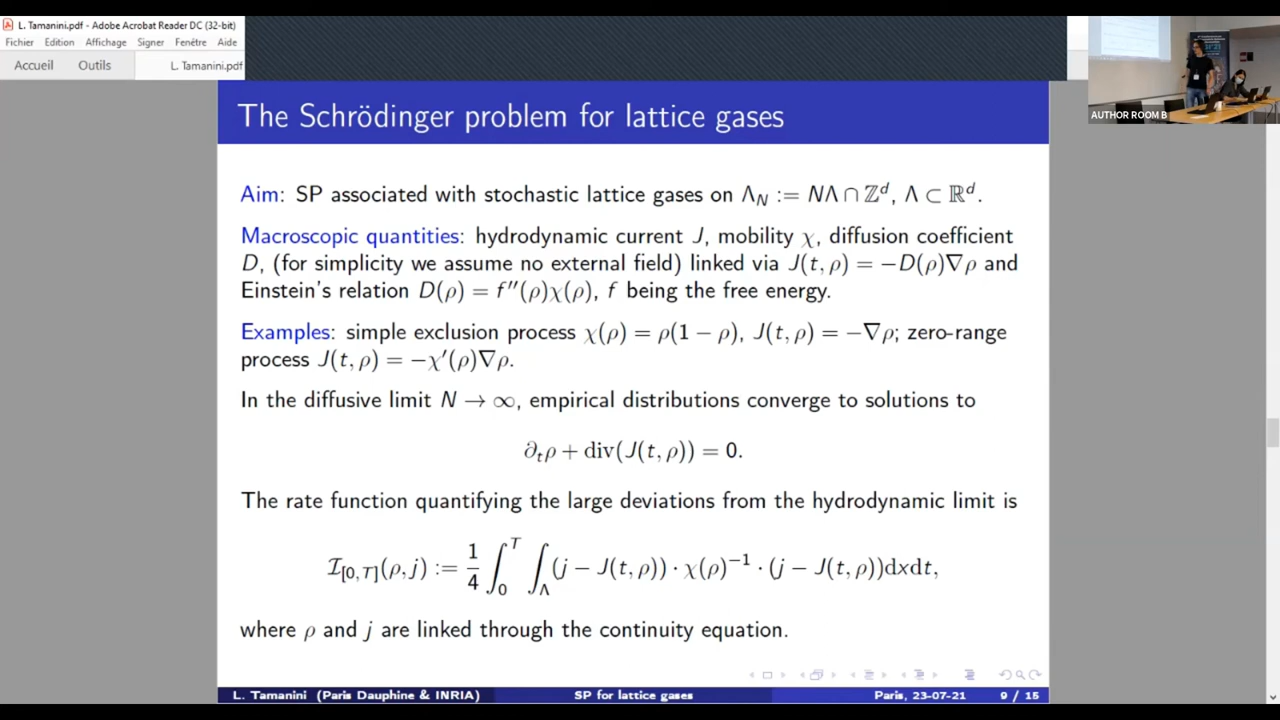 L. Tamanini.pdf - Adobe Acrobat Reader DC (32-bit)
Fichier Edition Affichage Signer Fenêtre Aide
Accueil Outils L. Tamanini.pdf
AUTHOR ROOM B
The Schrödinger problem for lattice gases
Aim: SP associated with stochastic lattice gases on Λ_N := NΛ ∩ ℤ^d, Λ ⊂ ℝ^d.
Macroscopic quantities: hydrodynamic current J, mobility χ, diffusion coefficient
D, (for simplicity we assume no external field) linked via J(t, ρ) = −D(ρ)∇ρ and
Einstein's relation D(ρ) = f′′(ρ)χ(ρ), f being the free energy.
Examples: simple exclusion process χ(ρ) = ρ(1 − ρ), J(t, ρ) = −∇ρ; zero-range
process J(t, ρ) = −χ′(ρ)∇ρ.
In the diffusive limit N → ∞, empirical distributions converge to solutions to
∂_tρ + div(J(t, ρ)) = 0.
The rate function quantifying the large deviations from the hydrodynamic limit is
𝓘_[0,T](ρ, j) := 1/4 ∫_0^T ∫_Λ (j − J(t, ρ)) · χ(ρ)^−1 · (j − J(t, ρ))dxdt,
where ρ and j are linked through the continuity equation.
L. Tamanini (Paris Dauphine & INRIA) SP for lattice gases Paris, 23-07-21 9 / 15